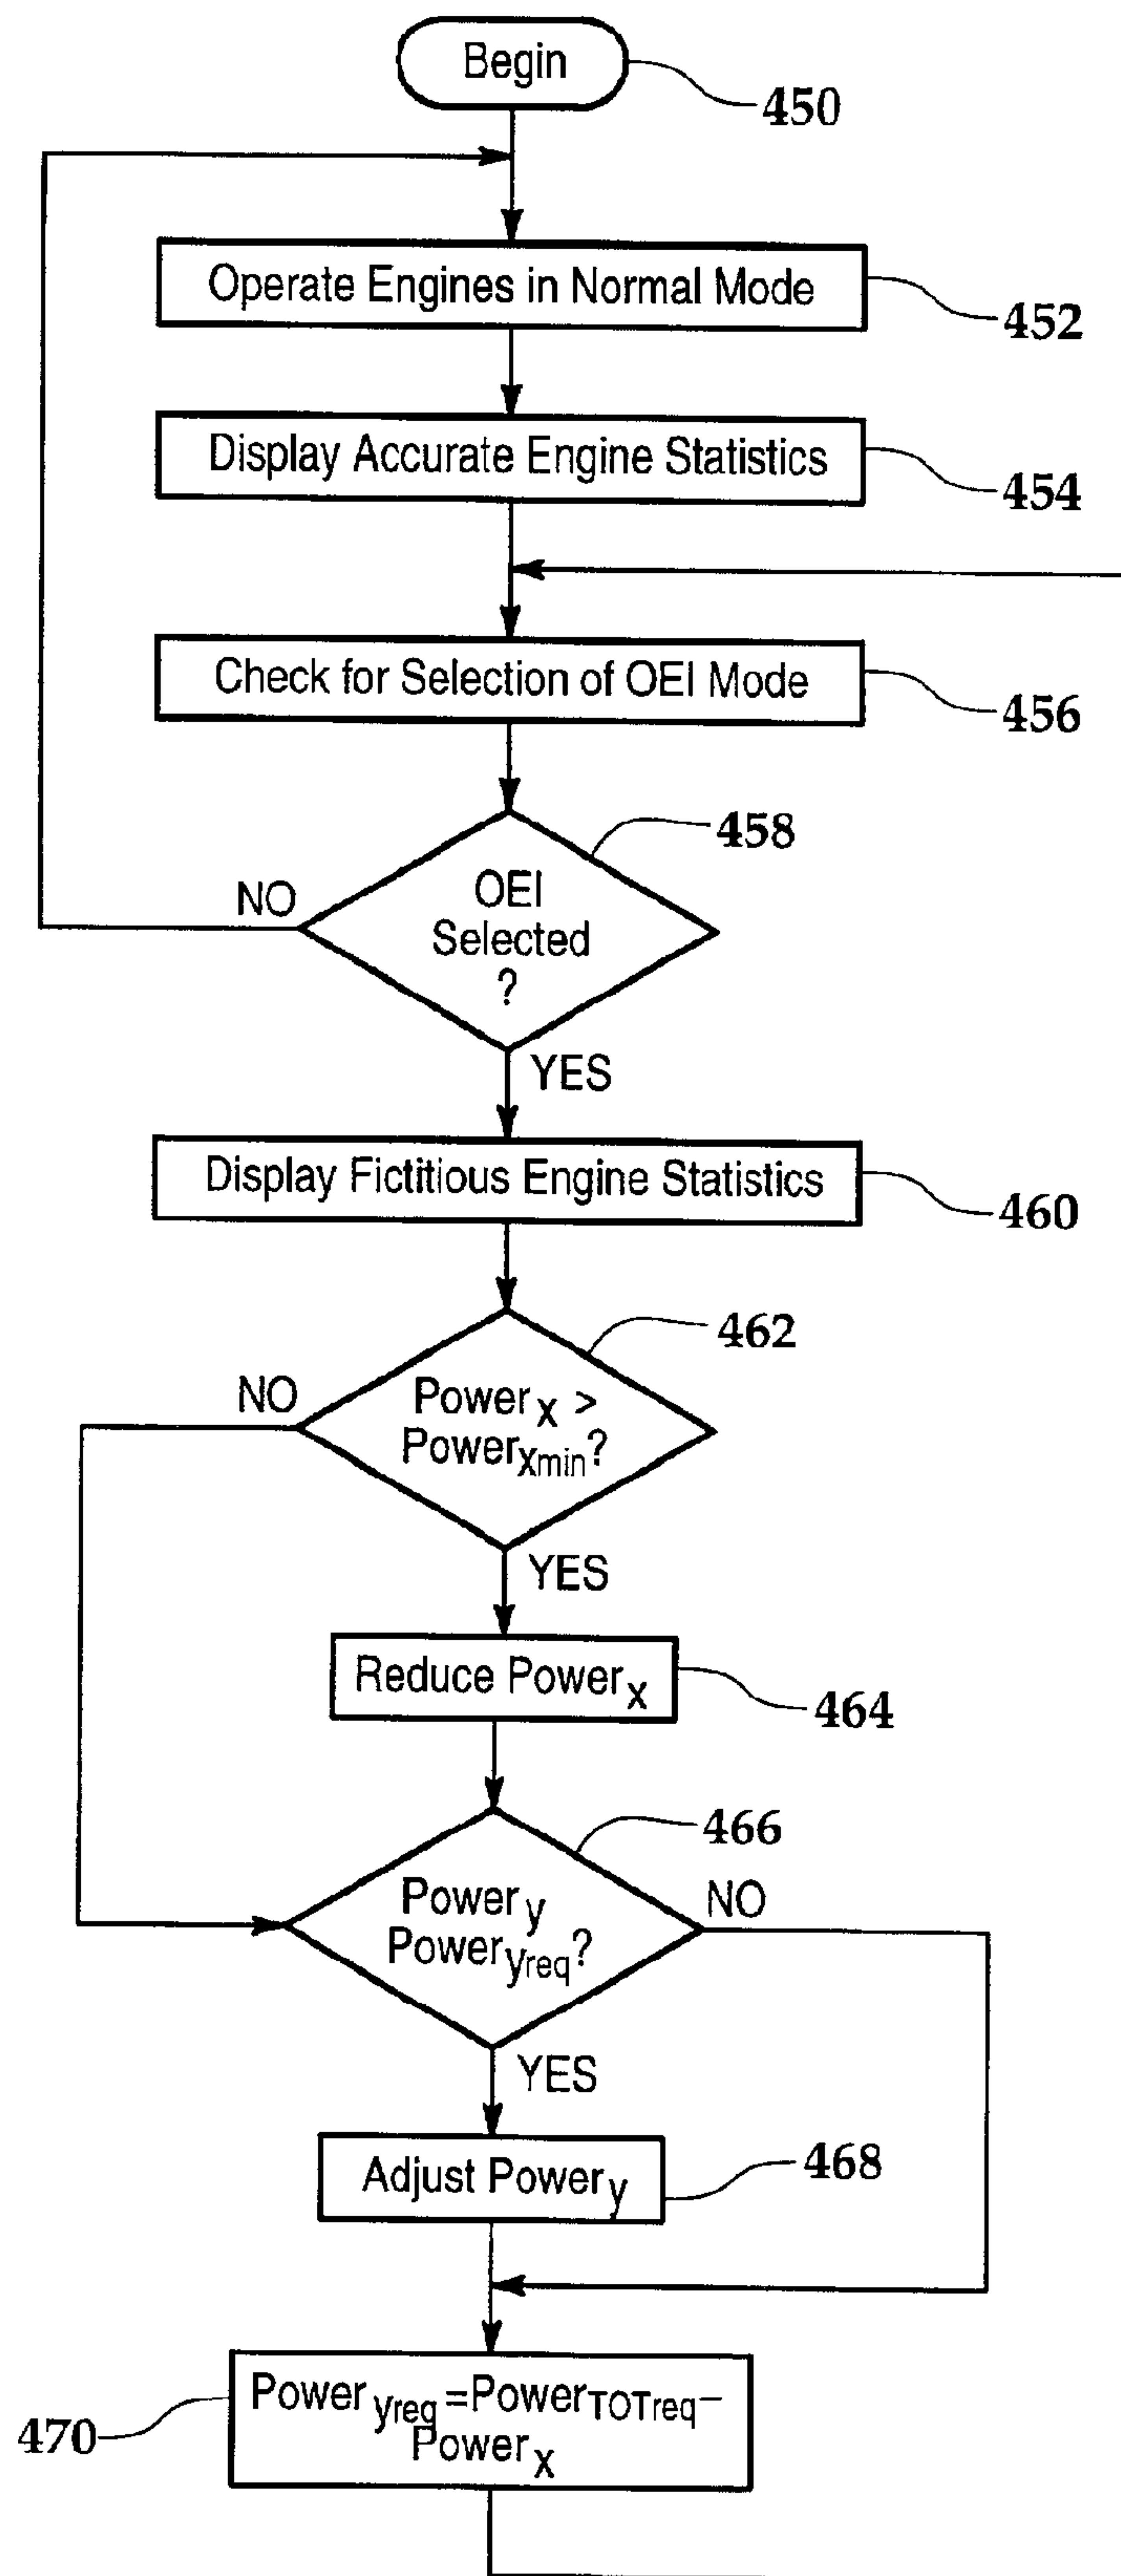 Begin
450
Operate Engines in Normal Mode
452
Display Accurate Engine Statistics
454
Check for Selection of OEI Mode
456
458
NO
OEI
Selected
?
YES
Display Fictitious Engine Statistics
460
462
NO
Powerx >
Powerxmin?
YES
Reduce Powerx
464
466
Powery
Poweryreq?
NO
YES
Adjust Powery
468
Poweryreq=PowerTOTreq–
Powerx
470